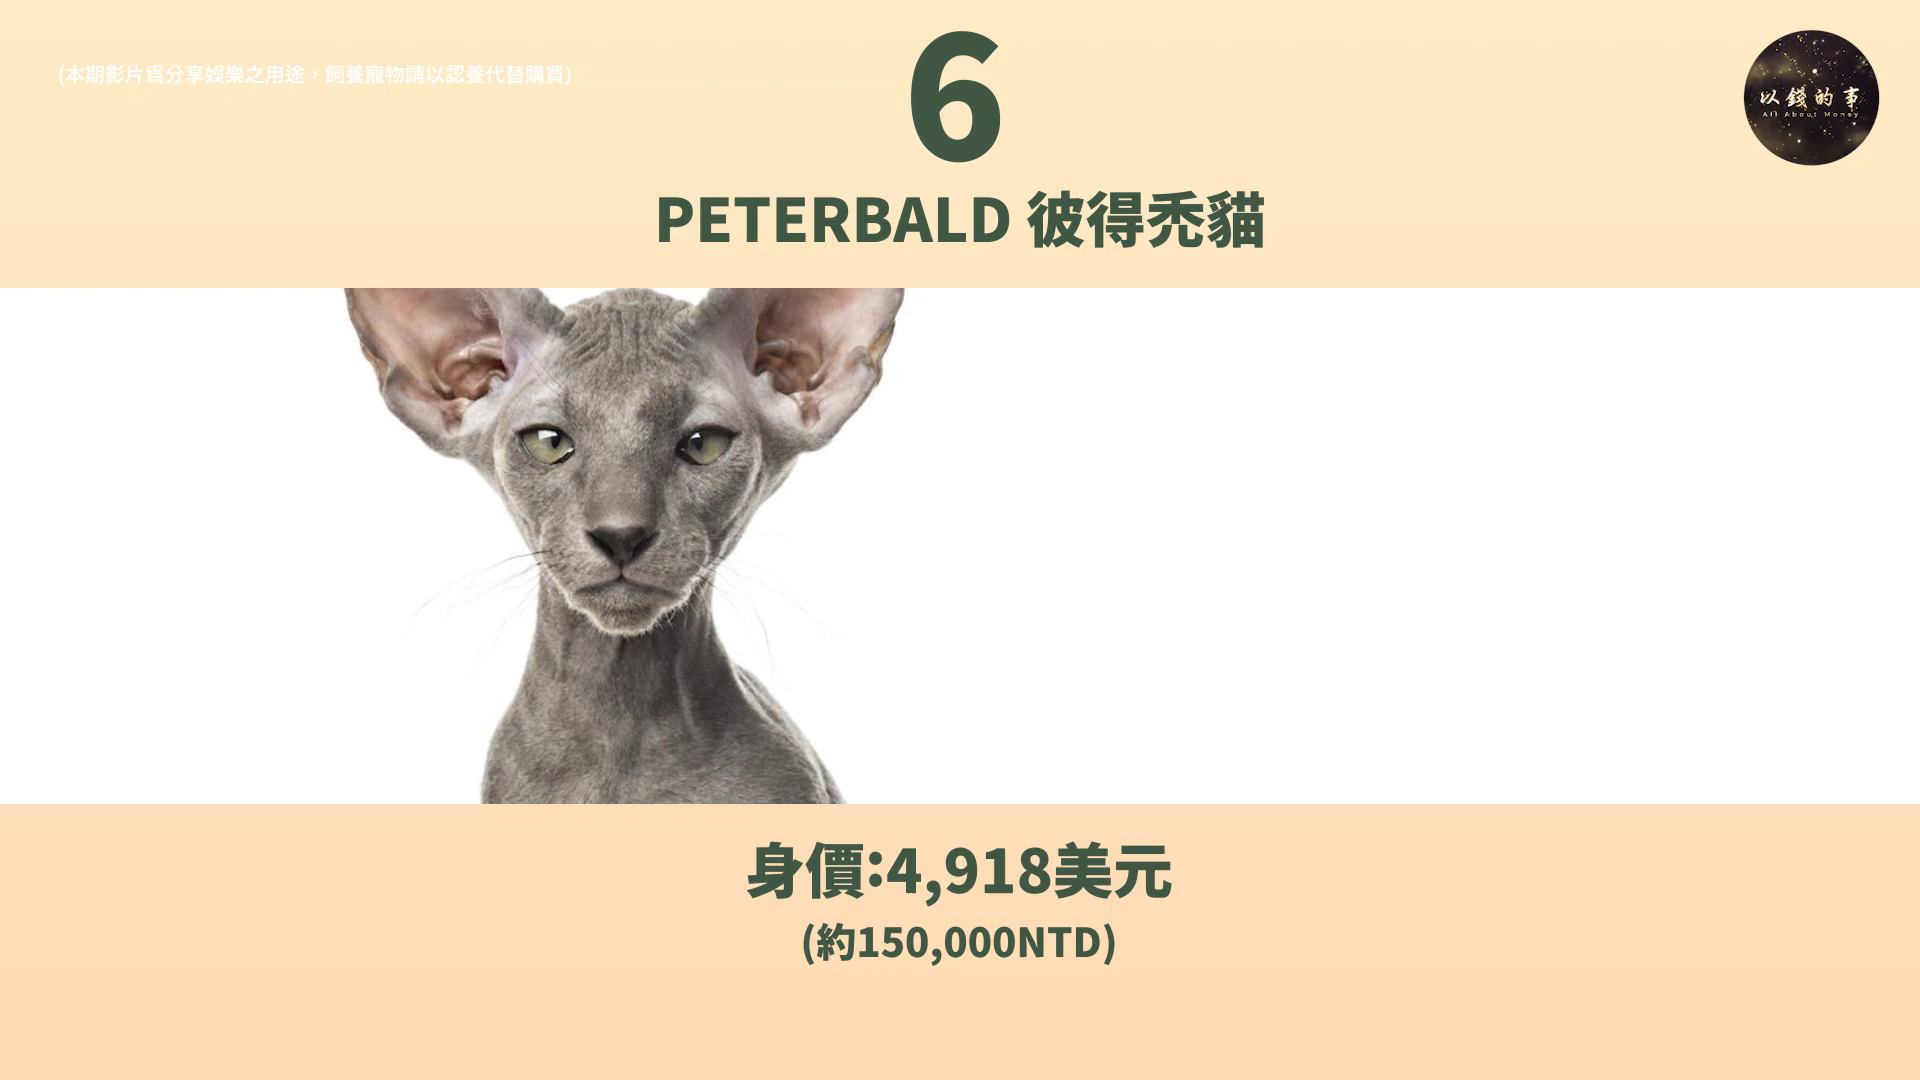 (本期影片爲分享娛樂之用途，飼養寵物請以認養代替購買)
6
以錢的事
All About Money
PETERBALD 彼得禿貓
身價:4,918美元
(約150,000NTD)